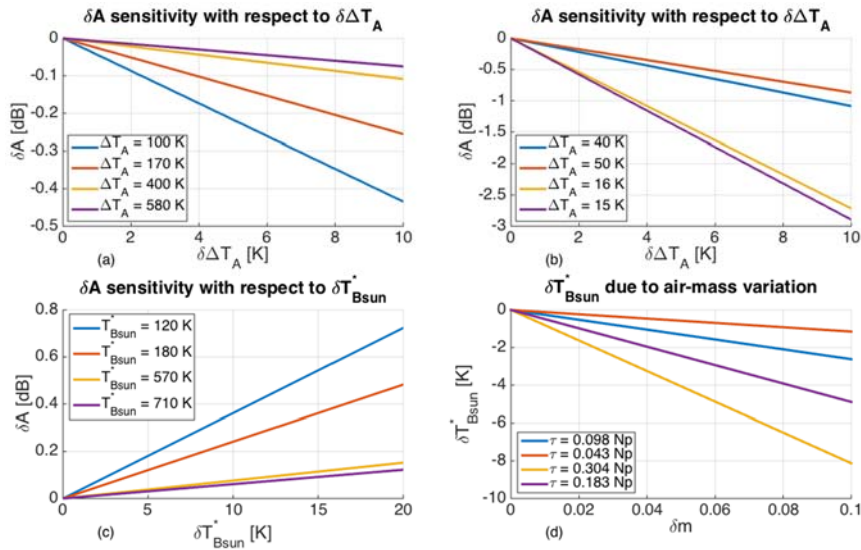 δA sensitivity with respect to δΔT_A
δA [dB]
0
-0.1
-0.2
-0.3
-0.4
-0.5
ΔT_A = 100 K
ΔT_A = 170 K
ΔT_A = 400 K
ΔT_A = 580 K
0 2 4 6 8 10
(a)
δΔT_A [K]
δA sensitivity with respect to δΔT_A
δA [dB]
0
-0.5
-1
-1.5
-2
-2.5
-3
ΔT_A = 40 K
ΔT_A = 50 K
ΔT_A = 16 K
ΔT_A = 15 K
0 2 4 6 8 10
(b)
δΔT_A [K]
δA sensitivity with respect to δT*_Bsun
δA [dB]
0.8
0.6
0.4
0.2
0
T*_Bsun = 120 K
T*_Bsun = 180 K
T*_Bsun = 570 K
T*_Bsun = 710 K
0 5 10 15 20
(c)
δT*_Bsun [K]
δT*_Bsun due to air-mass variation
δT*_Bsun [K]
0
-2
-4
-6
-8
-10
τ = 0.098 Np
τ = 0.043 Np
τ = 0.304 Np
τ = 0.183 Np
0 0.02 0.04 0.06 0.08 0.1
(d)
δm